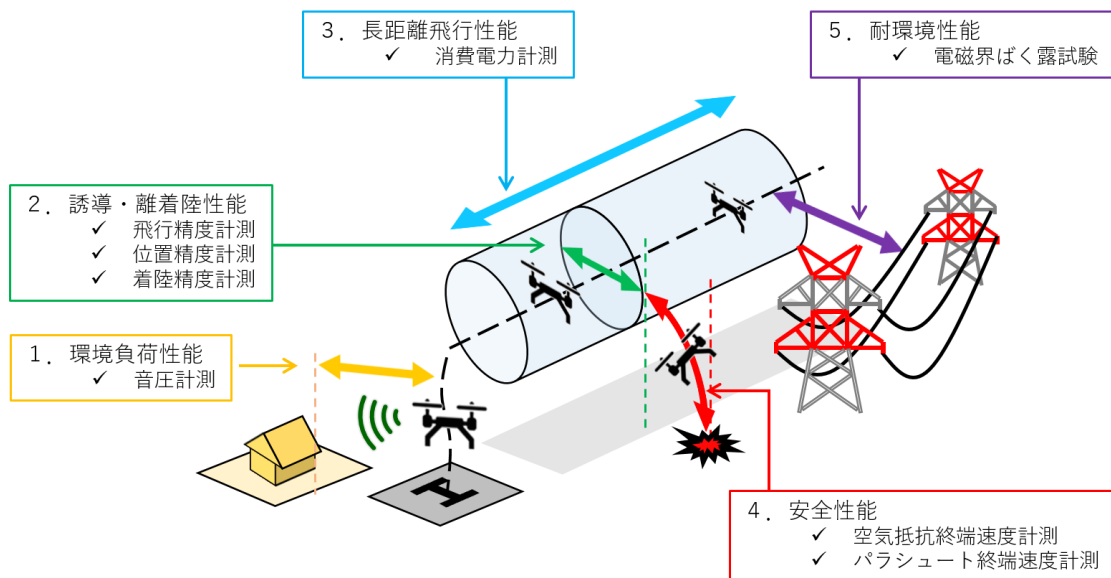 3． 長距離飛行性能
✓ 消費電力計測
5． 耐環境性能
✓ 電磁界ばく露試験
2． 誘導・離着陸性能
✓ 飛行精度計測
✓ 位置精度計測
✓ 着陸精度計測
1． 環境負荷性能
✓ 音圧計測
H
4． 安全性能
✓ 空気抵抗終端速度計測
✓ パラシュート終端速度計測